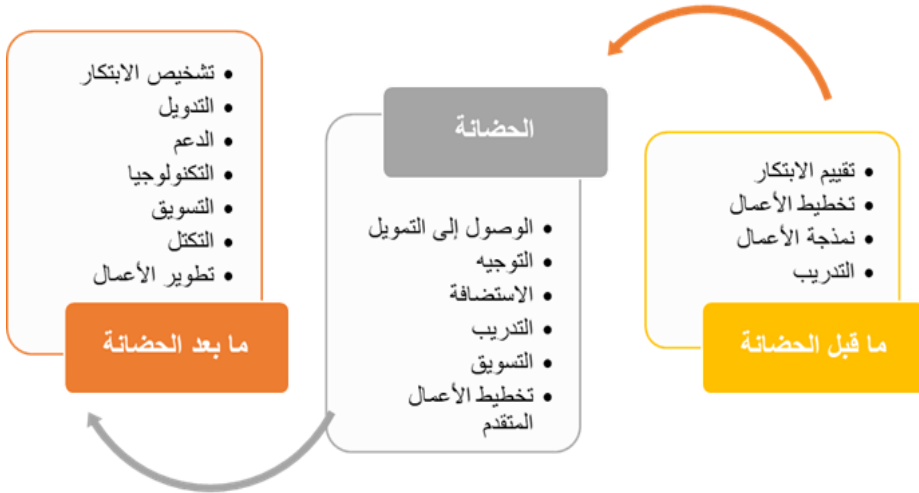 ما قبل الحضانة
تقييم الابتكار
تخطيط الأعمال
نمذجة الأعمال
التدريب
الحضانة
الوصول إلى التمويل
التوجيه
الاستضافة
التدريب
التسويق
تخطيط الأعمال
المتقدم
ما بعد الحضانة
تشخيص الابتكار
التدويل
الدعم
التكنولوجيا
التسويق
التكتل
تطوير الأعمال